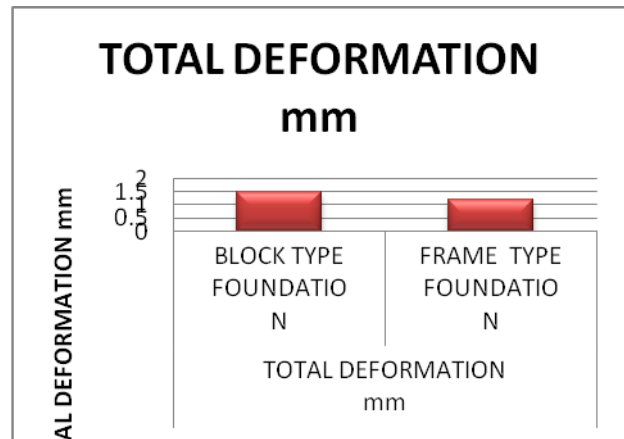 TOTAL DEFORMATION
mm
AL DEFORMATION mm
2
1.5
1
0.5
0
BLOCK TYPE
FOUNDATIO
N
FRAME TYPE
FOUNDATIO
N
TOTAL DEFORMATION
mm